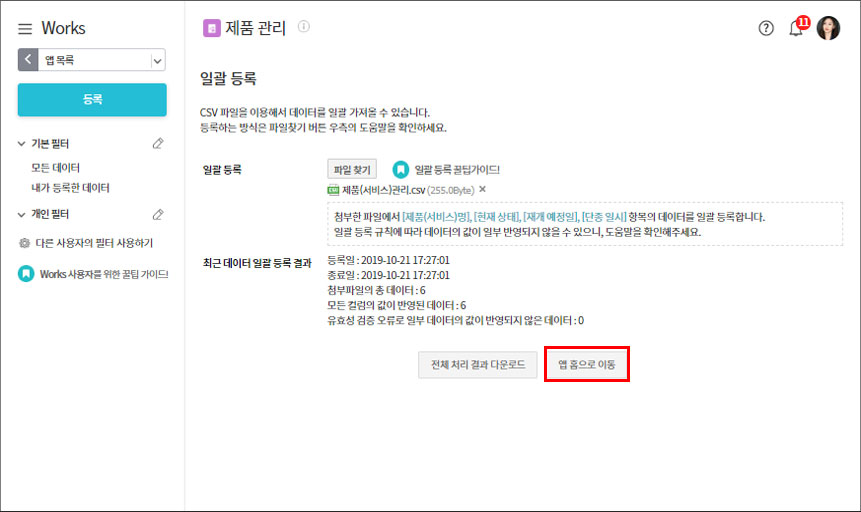 Works
앱 목록
등록
기본 필터
모든 데이터
내가 등록한 데이터
개인 필터
다른 사용자의 필터 사용하기
Works 사용자를 위한 꿀팁 가이드!
제품 관리
11
일괄 등록
CSV 파일을 이용해서 데이터를 일괄 가져올 수 있습니다.
등록하는 방식은 파일찾기 버튼 우측의 도움말을 확인하세요.
일괄 등록
파일 찾기
일괄 등록 꿀팁가이드!
CSV 제품(서비스)관리.csv (255.0Byte)
첨부한 파일에서 [제품(서비스)명], [현재 상태], [재개 예정일], [단종 일시] 항목의 데이터를 일괄 등록합니다.
일괄 등록 규칙에 따라 데이터의 값이 일부 반영되지 않을 수 있으니, 도움말을 확인해주세요.
최근 데이터 일괄 등록 결과
등록일 : 2019-10-21 17:27:01
종료일 : 2019-10-21 17:27:01
첨부파일의 총 데이터 : 6
모든 컬럼의 값이 반영된 데이터 : 6
유효성 검증 오류로 일부 데이터의 값이 반영되지 않은 데이터 : 0
전체 처리 결과 다운로드
앱 홈으로 이동